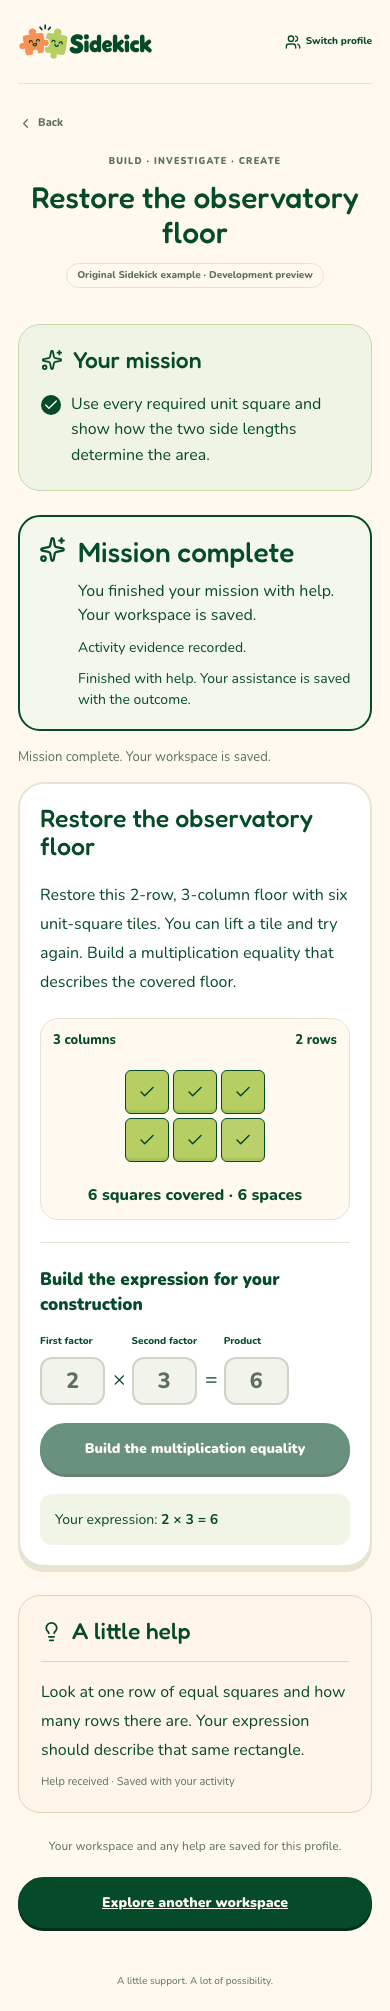 Sidekick
Switch profile
Back
BUILD · INVESTIGATE · CREATE
Restore the observatory
floor
Original Sidekick example · Development preview
Your mission
Use every required unit square and
show how the two side lengths
determine the area.
Mission complete
You finished your mission with help.
Your workspace is saved.
Activity evidence recorded.
Finished with help. Your assistance is saved
with the outcome.
Mission complete. Your workspace is saved.
Restore the observatory
floor
Restore this 2-row, 3-column floor with six
unit-square tiles. You can lift a tile and try
again. Build a multiplication equality that
describes the covered floor.
3 columns 2 rows
6 squares covered · 6 spaces
Build the expression for your
construction
First factor Second factor Product
2 × 3 = 6
Build the multiplication equality
Your expression: 2 × 3 = 6
A little help
Look at one row of equal squares and how
many rows there are. Your expression
should describe that same rectangle.
Help received · Saved with your activity
Your workspace and any help are saved for this profile.
Explore another workspace
A little support. A lot of possibility.